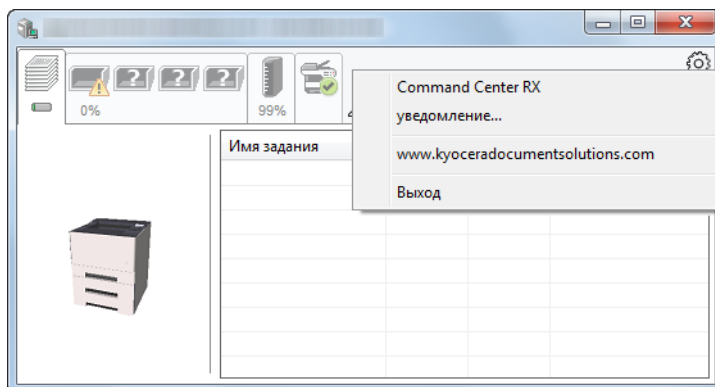 0%
99%
Command Center RX
уведомление...
www.kyoceradocumentsolutions.com
Выход
Имя задания